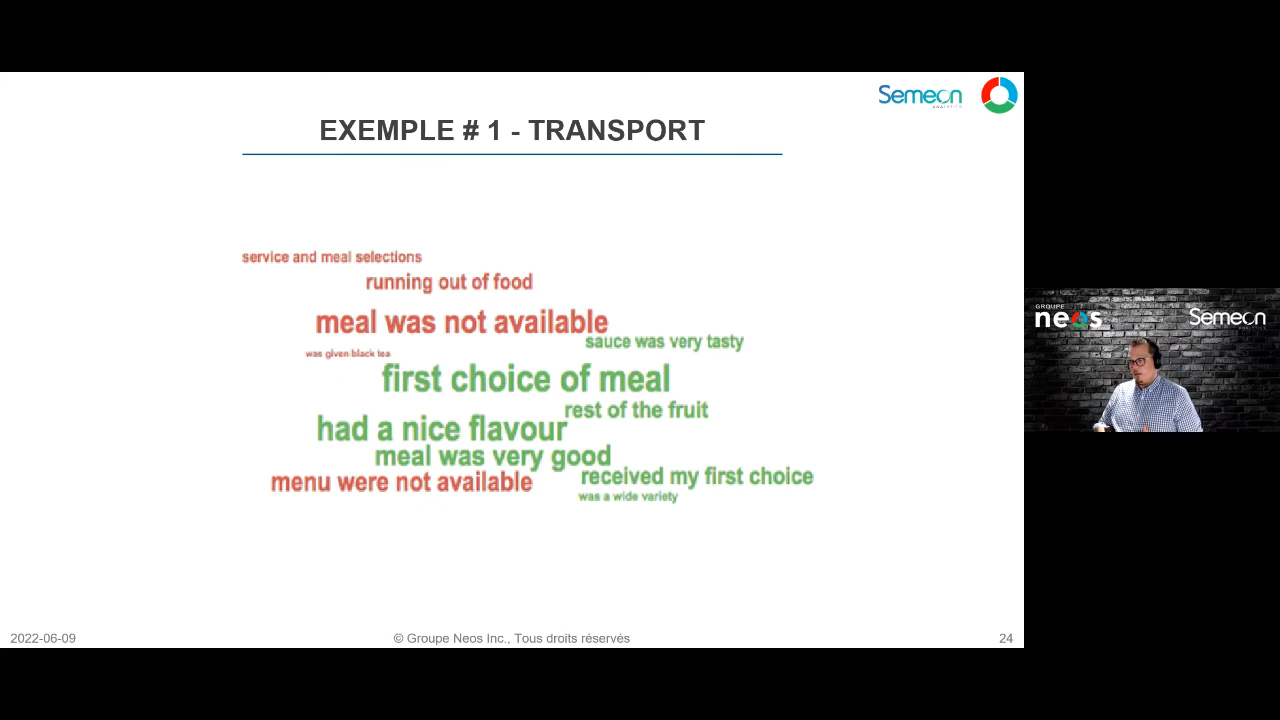 Semeon
ANALYTICS
EXEMPLE # 1 - TRANSPORT
service and meal selections
running out of food
meal was not available
sauce was very tasty
was given black tea
first choice of meal
rest of the fruit
had a nice flavour
meal was very good
received my first choice
menu were not available
was a wide variety
2022-06-09
© Groupe Neos Inc., Tous droits réservés
24
GROUPE
neos
Semeon
ANALYTICS